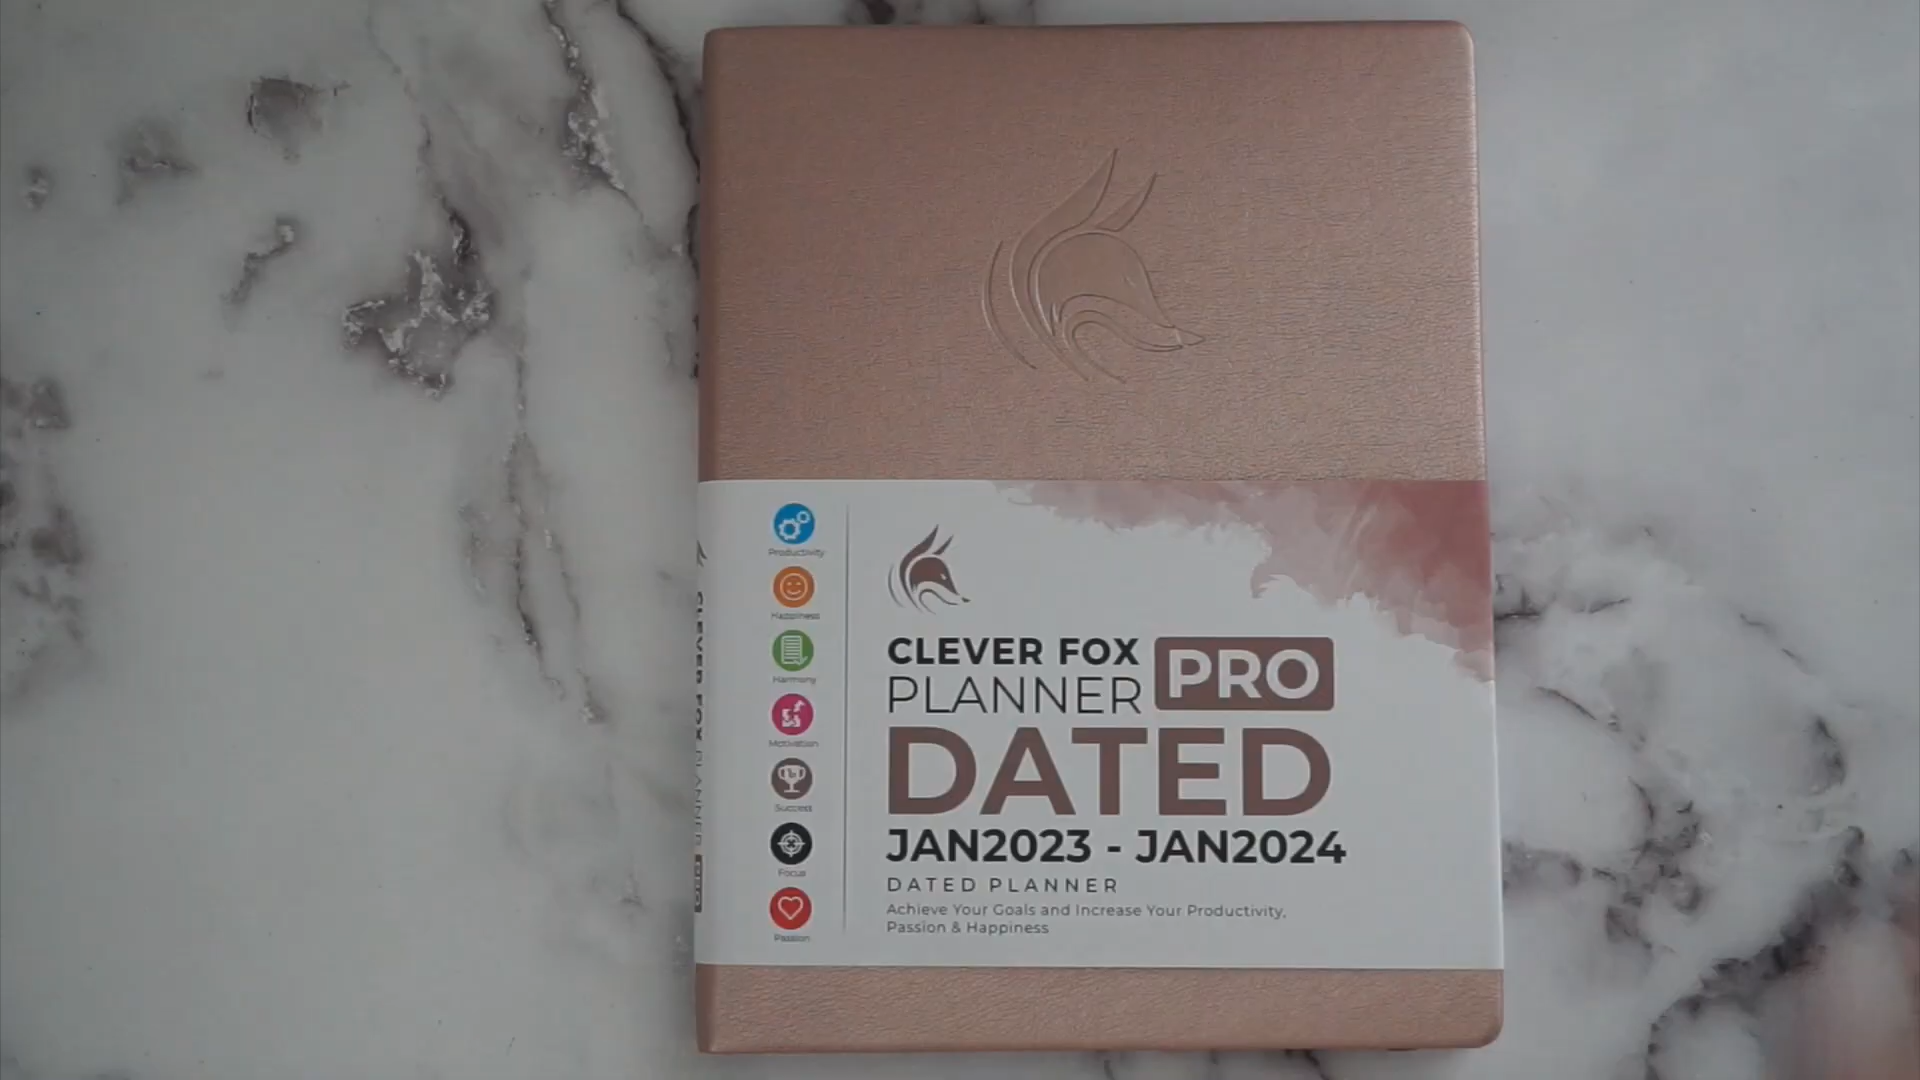 Productivity
Happiness
Harmony
Motivation
Success
Focus
Passion
CLEVER FOX
PLANNER PRO
DATED
JAN2023 - JAN2024
DATED PLANNER
Achieve Your Goals and Increase Your Productivity,
Passion & Happiness
CLEVER FOX PLANNER PRO